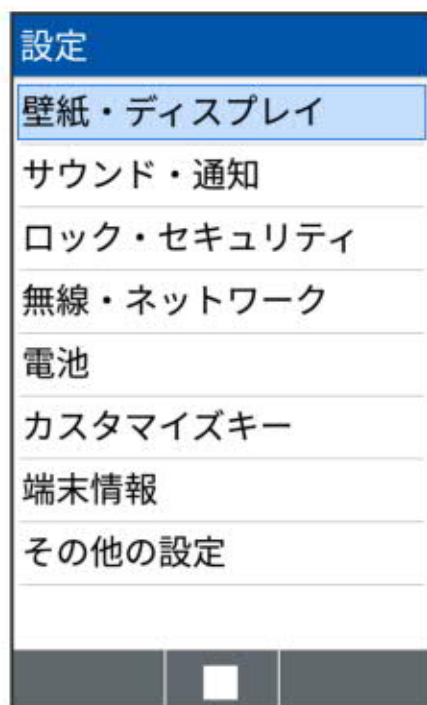 設定
壁紙・ディスプレイ
サウンド・通知
ロック・セキュリティ
無線・ネットワーク
電池
カスタマイズキー
端末情報
その他の設定